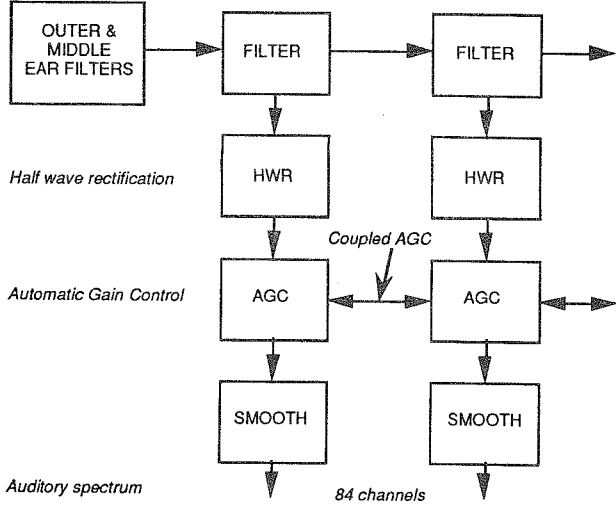 OUTER &
MIDDLE
EAR FILTERS
FILTER
FILTER
Half wave rectification
HWR
HWR
Coupled AGC
Automatic Gain Control
AGC
AGC
SMOOTH
SMOOTH
Auditory spectrum
84 channels